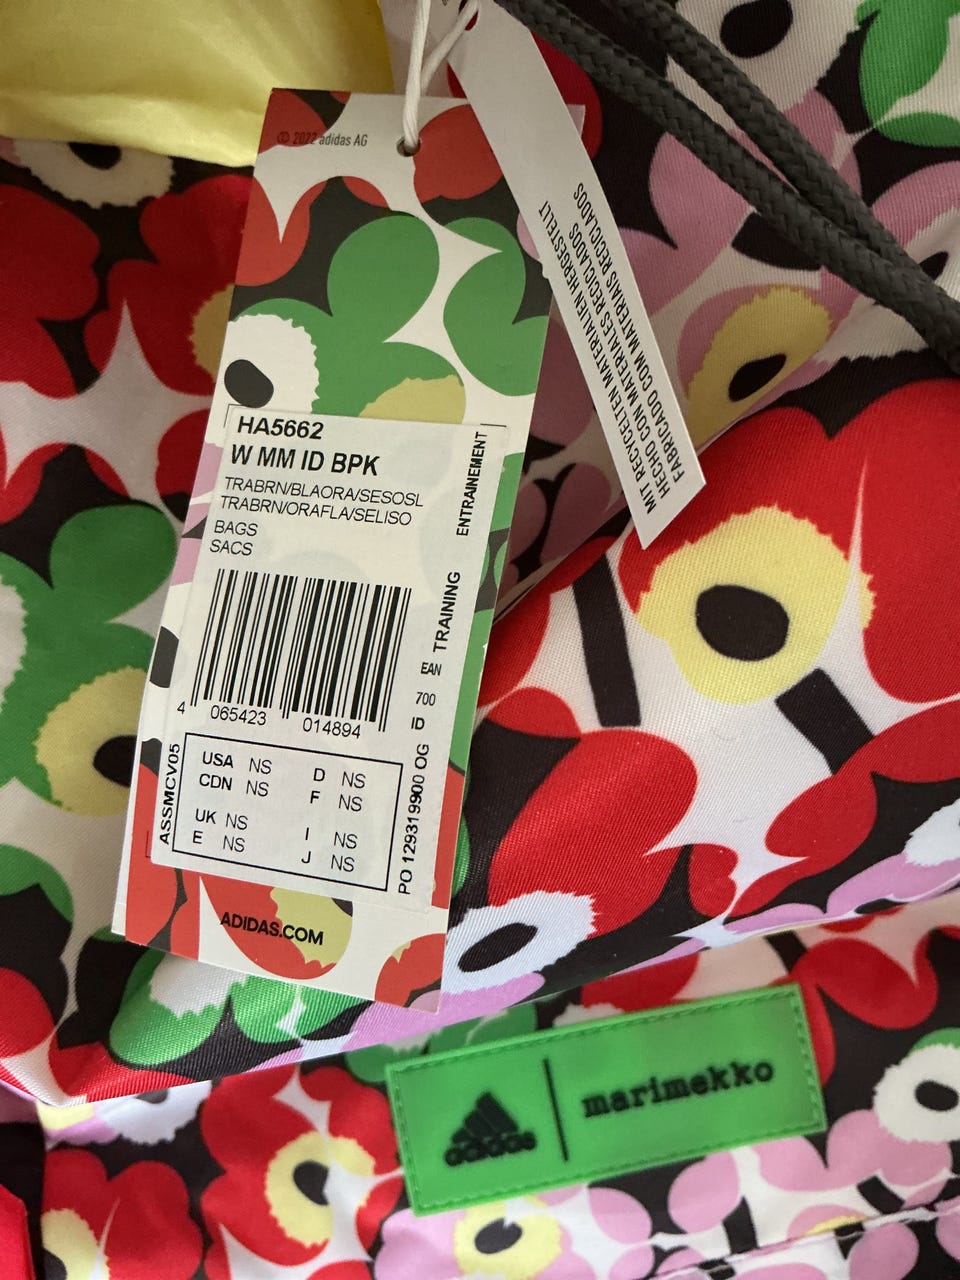 © 2022 adidas AG
MIT RECYCELTEN MATERIALIEN HERGESTELLT
HECHO CON MATERIALES RECICLADOS
FABRICADO COM MATERIAIS RECICLADOS
HA5662
W MM ID BPK
TRABRN/BLAORA/SESOSL
TRABRN/ORAFLA/SELISO
BAGS
SACS
TRAINING ENTRAINEMENT
EAN
700
ID
4 065423 014894
USA NS D NS
CDN NS F NS
UK NS I NS
E NS J NS
ASSMCV05
PO 1293199000 OG
ADIDAS.COM
adidas
marimekko